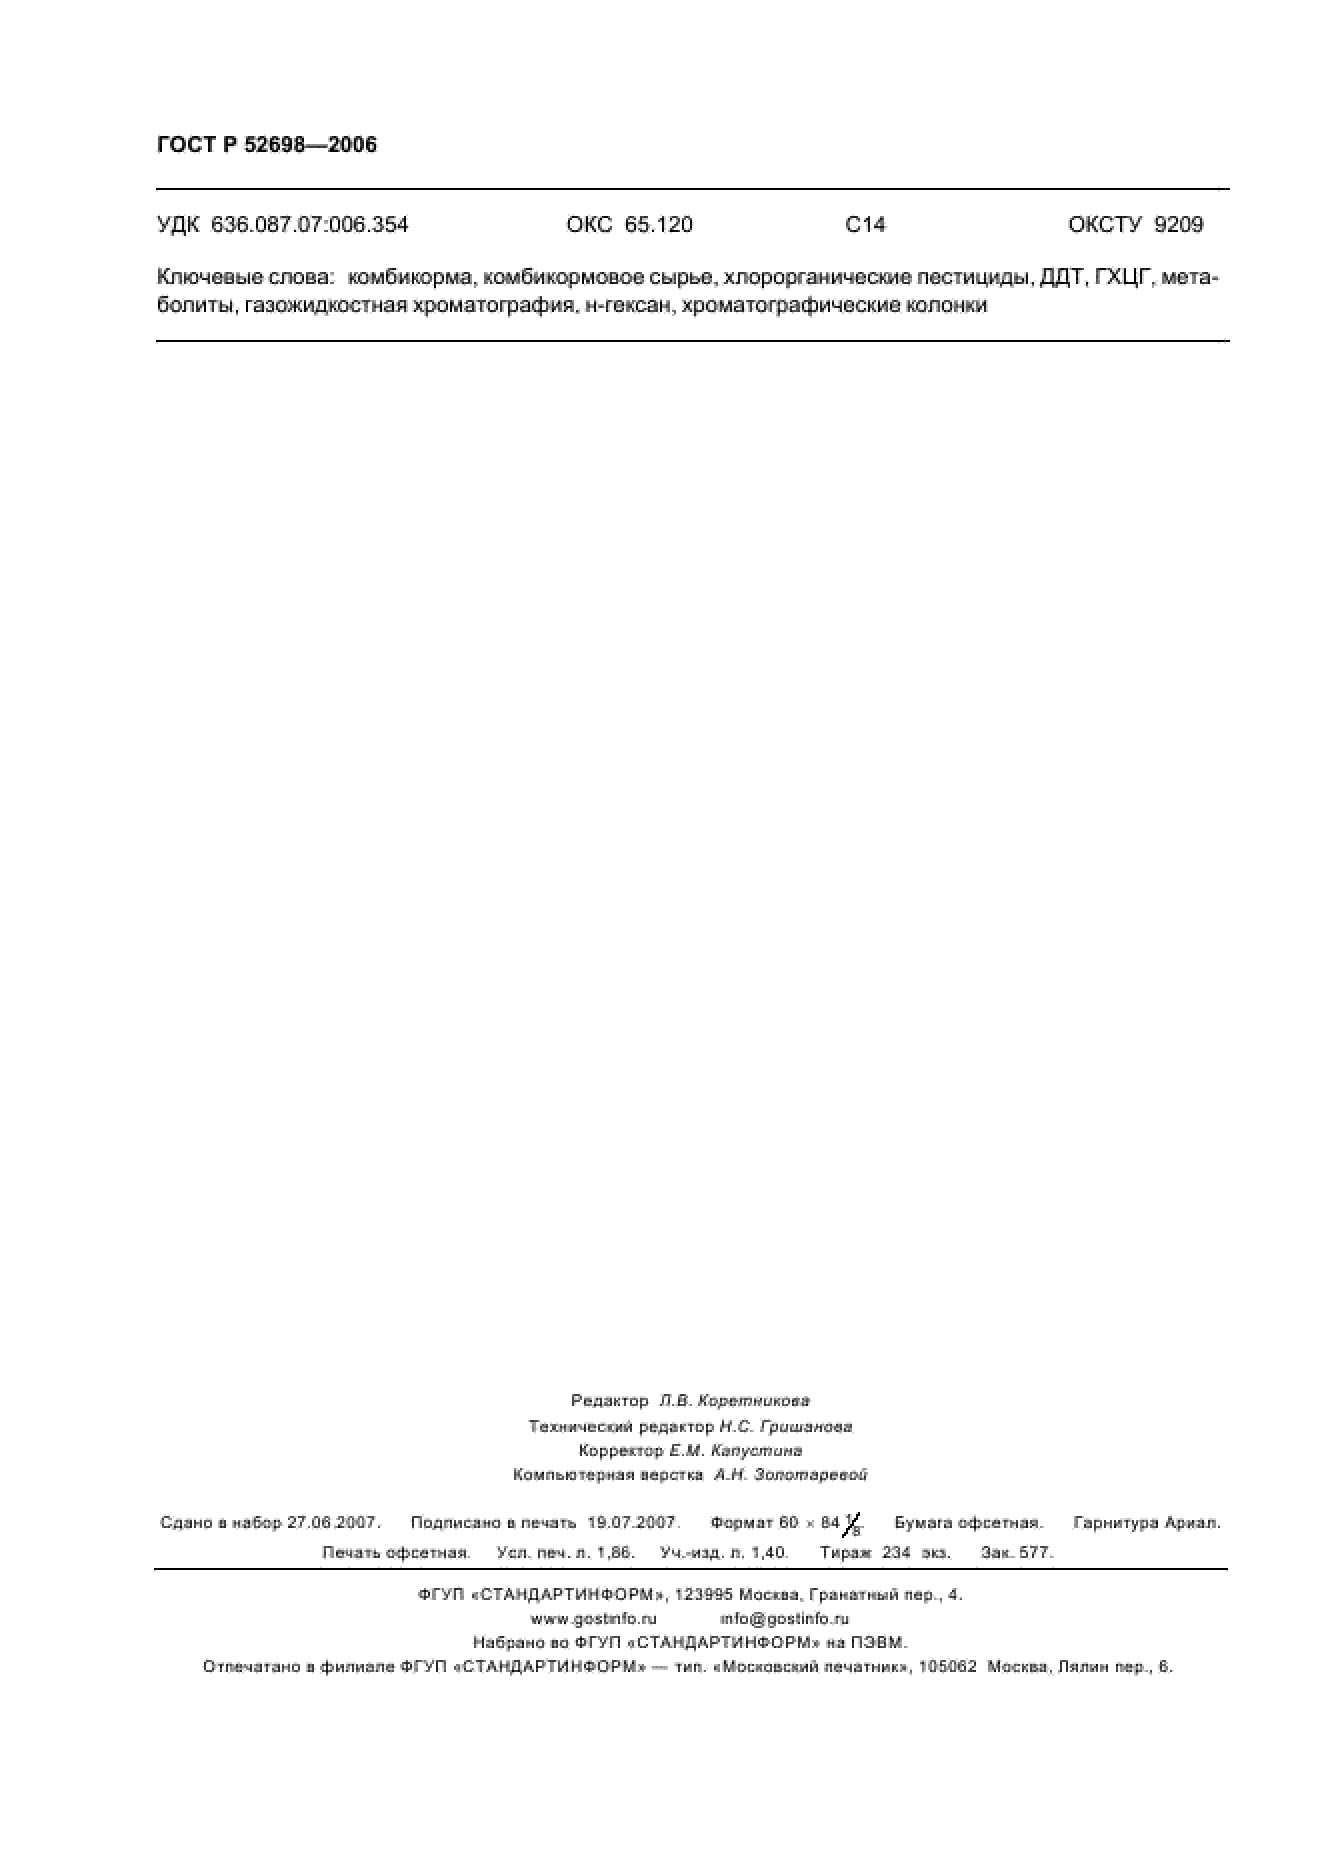 ГОСТ Р 52698—2006
УДК 636.087.07:006.354 ОКС 65.120 С14 ОКСТУ 9209
Ключевые слова: комбикорма, комбикормовое сырье, хлорорганические пестициды, ДДТ, ГХЦГ, мета-
болиты, газожидкостная хроматография, н-гексан, хроматографические колонки
Редактор Л.В. Коретникова
Технический редактор Н.С. Гришанова
Корректор Е.М. Капустина
Компьютерная верстка А.Н. Золотаревой
Сдано в набор 27.06.2007. Подписано в печать 19.07.2007. Формат 60 × 84 1/8. Бумага офсетная. Гарнитура Ариал.
Печать офсетная. Усл. печ. л. 1,86. Уч.-изд. л. 1,40. Тираж 234 экз. Зак. 577.
ФГУП «СТАНДАРТИНФОРМ», 123995 Москва, Гранатный пер., 4.
www.gostinfo.ru info@gostinfo.ru
Набрано во ФГУП «СТАНДАРТИНФОРМ» на ПЭВМ.
Отпечатано в филиале ФГУП «СТАНДАРТИНФОРМ» — тип. «Московский печатник», 105062 Москва, Лялин пер., 6.